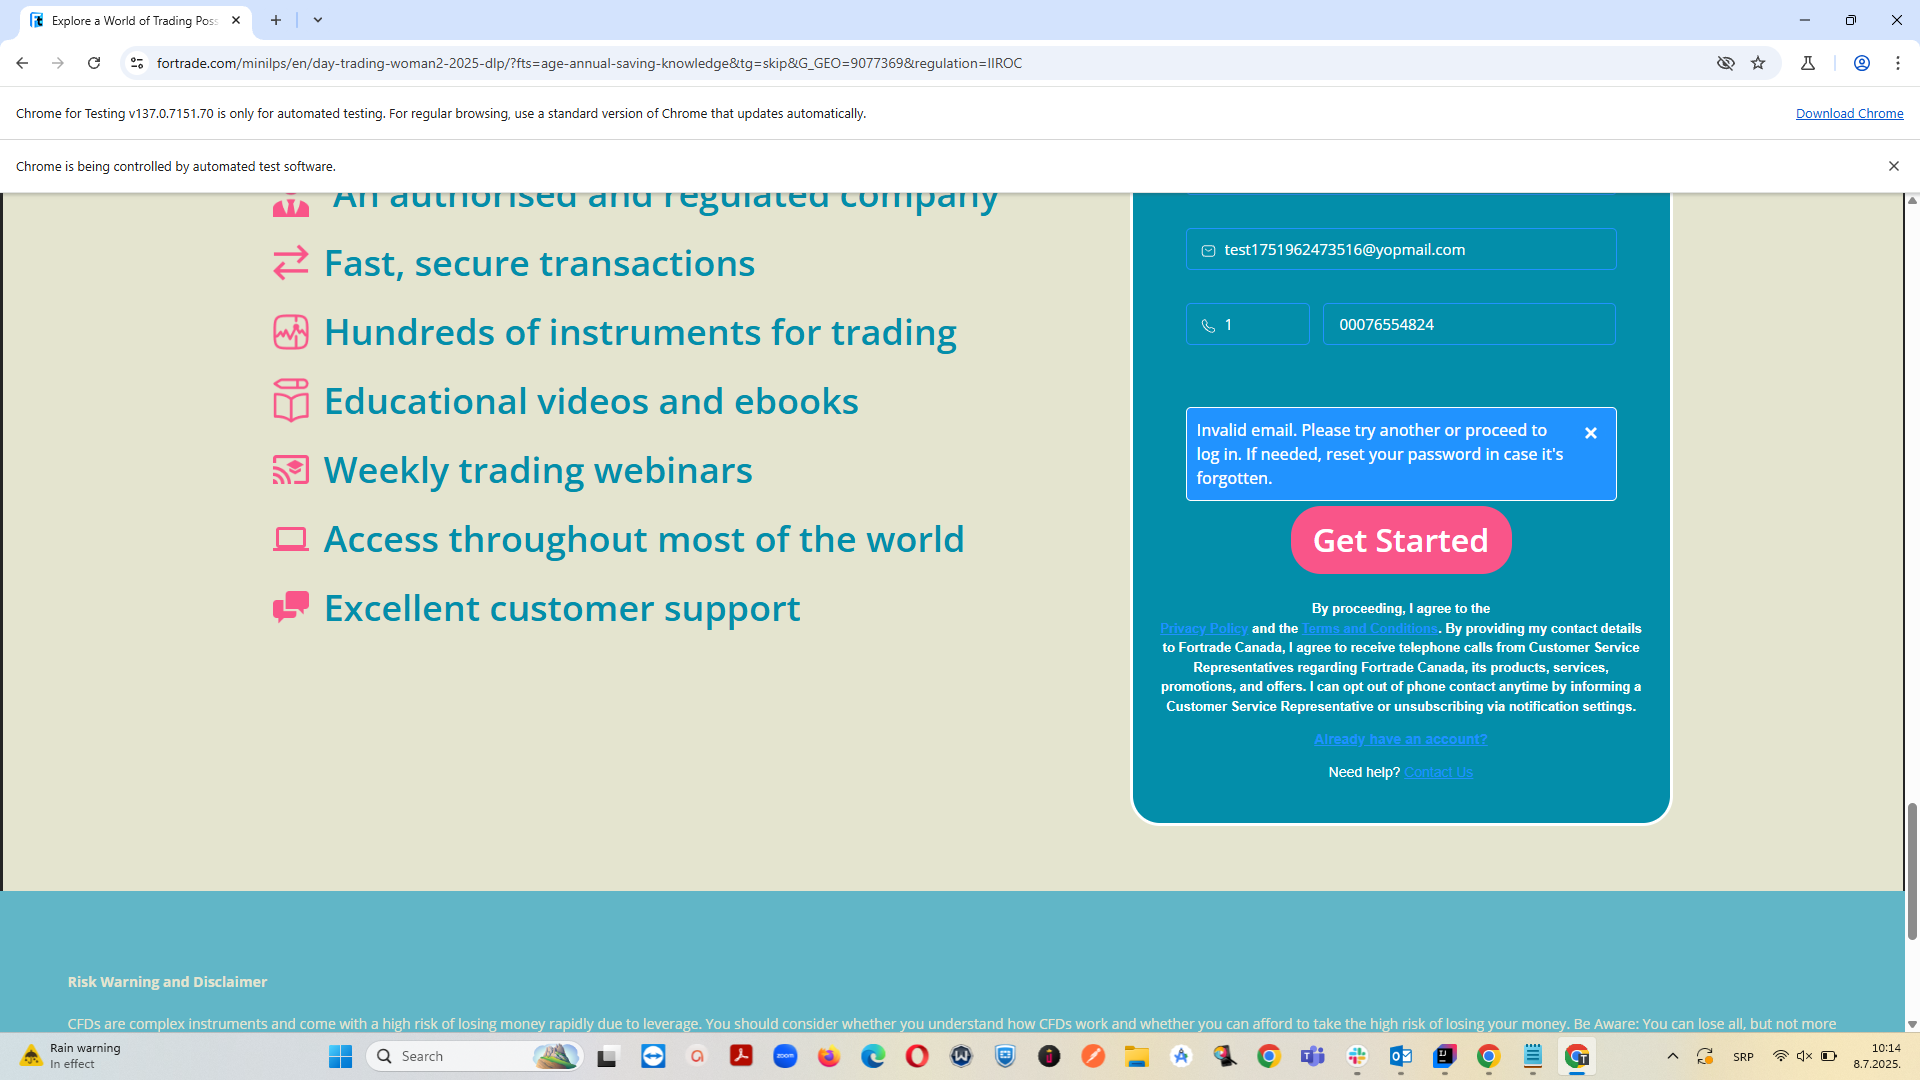 Explore a World of Trading Poss
fortrade.com/minilps/en/day-trading-woman2-2025-dlp/?fts=age-annual-saving-knowledge&tg=skip&G_GEO=9077369&regulation=IIROC
Chrome for Testing v137.0.7151.70 is only for automated testing. For regular browsing, use a standard version of Chrome that updates automatically.
Download Chrome
Chrome is being controlled by automated test software.
An authorised and regulated company
Fast, secure transactions
Hundreds of instruments for trading
Educational videos and ebooks
Weekly trading webinars
Access throughout most of the world
Excellent customer support
test1751962473516@yopmail.com
1
00076554824
Invalid email. Please try another or proceed to
log in. If needed, reset your password in case it's
forgotten.
Get Started
By proceeding, I agree to the
Privacy Policy and the Terms and Conditions. By providing my contact details
to Fortrade Canada, I agree to receive telephone calls from Customer Service
Representatives regarding Fortrade Canada, its products, services,
promotions, and offers. I can opt out of phone contact anytime by informing a
Customer Service Representative or unsubscribing via notification settings.
Already have an account?
Need help? Contact Us
Risk Warning and Disclaimer
CFDs are complex instruments and come with a high risk of losing money rapidly due to leverage. You should consider whether you understand how CFDs work and whether you can afford to take the high risk of losing your money. Be Aware: You can lose all, but not more
Rain warning
In effect
Search
zoom
SRP
10:14
8.7.2025.